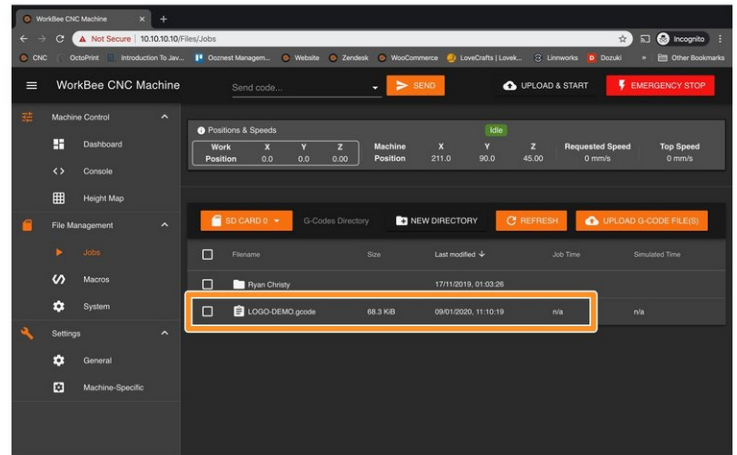 WorkBee CNC Machine
Not Secure | 10.10.10.10/Files/Jobs
Incognito
CNC OctoPrint Introduction To Jav... Ooznest Managem... Website Zendesk WooCommerce LoveCrafts | Lovek... Linnworks Dozuki » Other Bookmarks
WorkBee CNC Machine
Send code...
SEND
UPLOAD & START
EMERGENCY STOP
Machine Control
Dashboard
Console
Height Map
File Management
Jobs
Macros
System
Settings
General
Machine-Specific
Positions & Speeds
Idle
Work X Y Z Machine X Y Z Requested Speed Top Speed
Position 0.0 0.0 0.00 Position 211.0 90.0 45.00 0 mm/s 0 mm/s
SD CARD 0 G-Codes Directory NEW DIRECTORY REFRESH UPLOAD G-CODE FILE(S)
Filename Size Last modified Job Time Simulated Time
Ryan Christy 17/11/2019, 01:03:26
LOGO-DEMO.gcode 68.3 KiB 09/01/2020, 11:10:19 n/a n/a